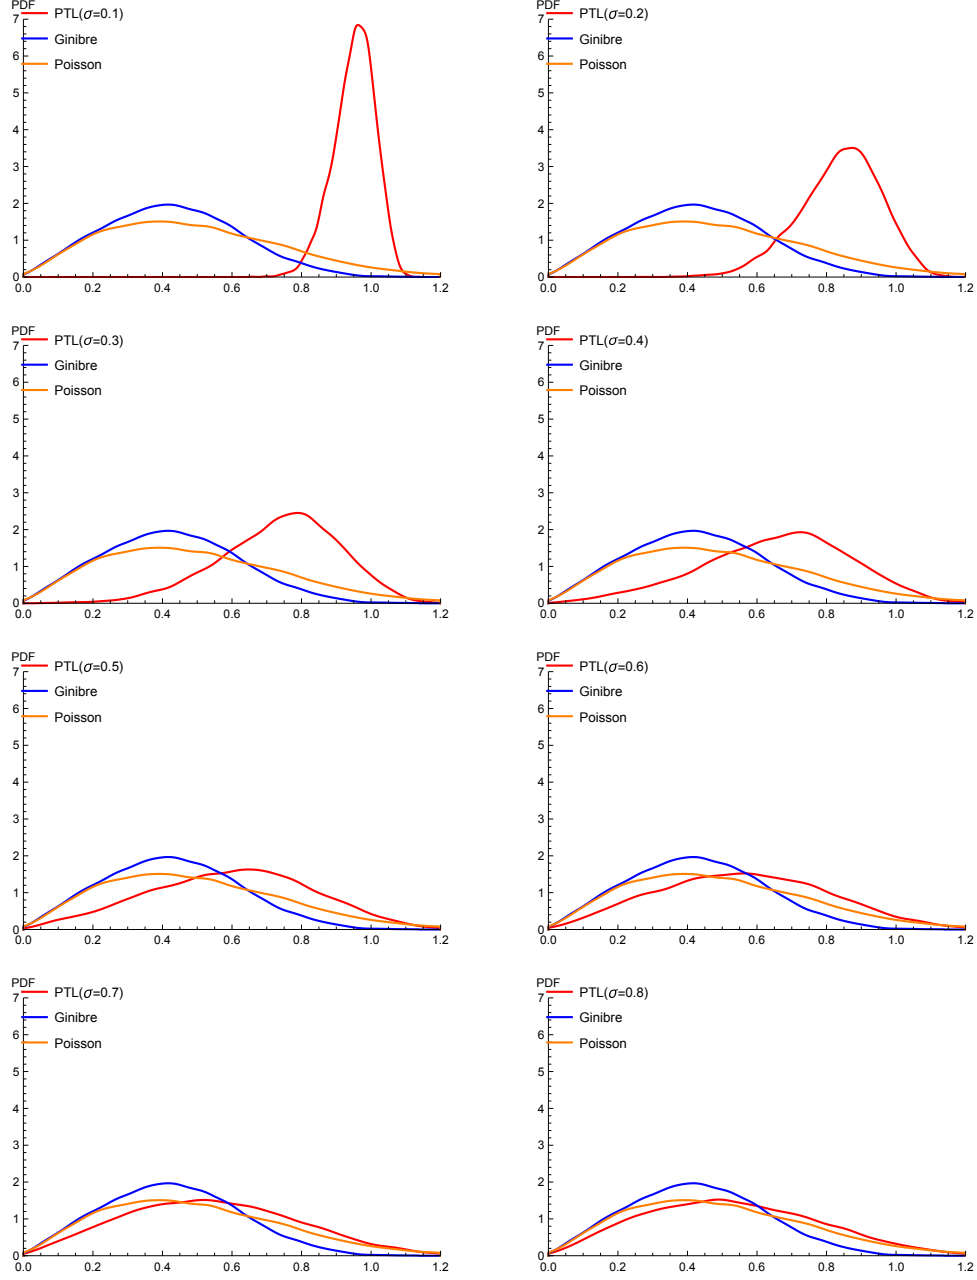 PDF
PTL(σ=0.1)
Ginibre
Poisson
7
6
5
4
3
2
1
0
0.0 0.2 0.4 0.6 0.8 1.0 1.2
PDF
PTL(σ=0.2)
Ginibre
Poisson
7
6
5
4
3
2
1
0
0.0 0.2 0.4 0.6 0.8 1.0 1.2
PDF
PTL(σ=0.3)
Ginibre
Poisson
7
6
5
4
3
2
1
0
0.0 0.2 0.4 0.6 0.8 1.0 1.2
PDF
PTL(σ=0.4)
Ginibre
Poisson
7
6
5
4
3
2
1
0
0.0 0.2 0.4 0.6 0.8 1.0 1.2
PDF
PTL(σ=0.5)
Ginibre
Poisson
7
6
5
4
3
2
1
0
0.0 0.2 0.4 0.6 0.8 1.0 1.2
PDF
PTL(σ=0.6)
Ginibre
Poisson
7
6
5
4
3
2
1
0
0.0 0.2 0.4 0.6 0.8 1.0 1.2
PDF
PTL(σ=0.7)
Ginibre
Poisson
7
6
5
4
3
2
1
0
0.0 0.2 0.4 0.6 0.8 1.0 1.2
PDF
PTL(σ=0.8)
Ginibre
Poisson
7
6
5
4
3
2
1
0
0.0 0.2 0.4 0.6 0.8 1.0 1.2